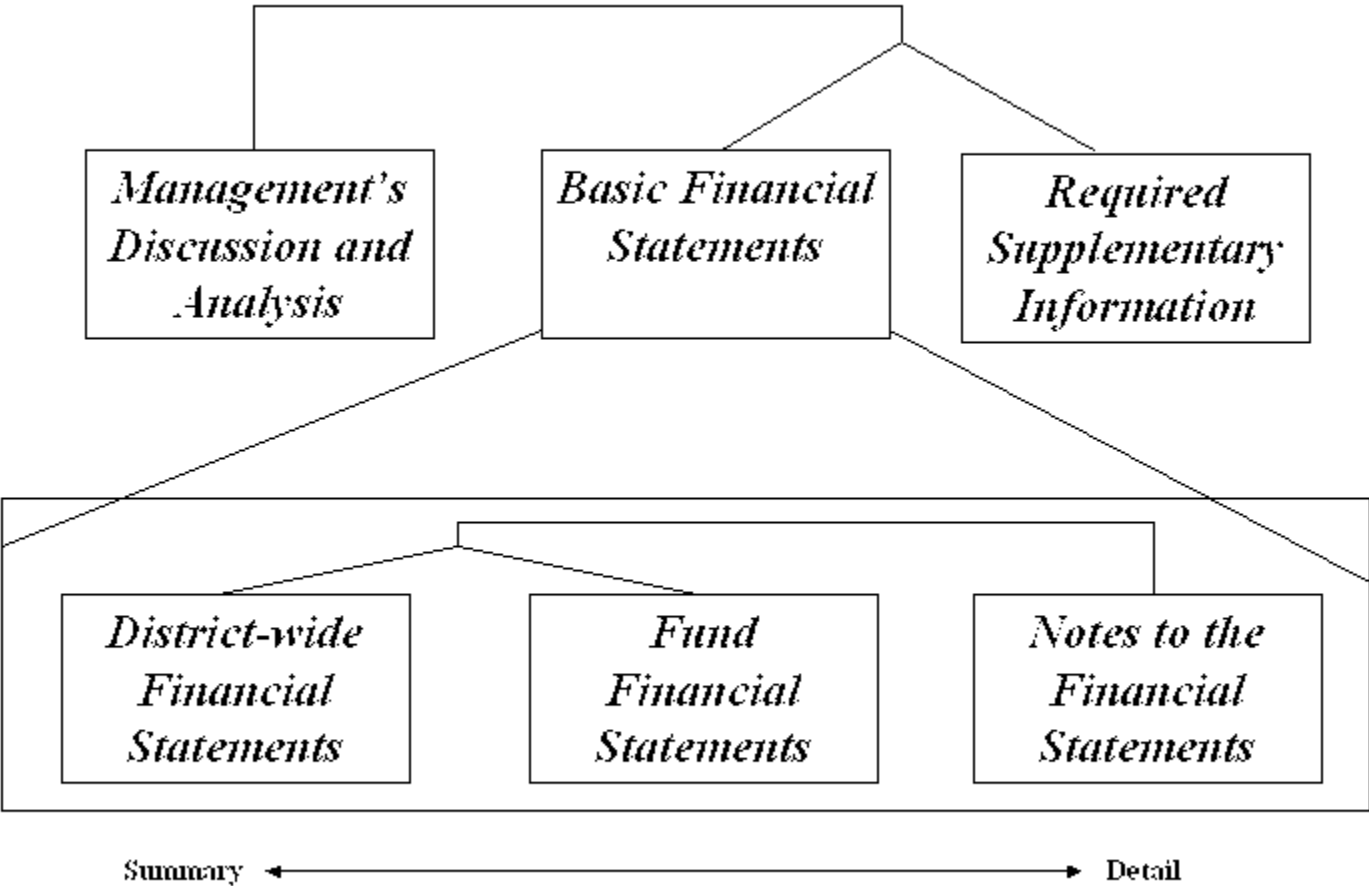 Management's
Discussion and
Analysis
Basic Financial
Statements
Required
Supplementary
Information
District-wide
Financial
Statements
Fund
Financial
Statements
Notes to the
Financial
Statements
Summary
Detail